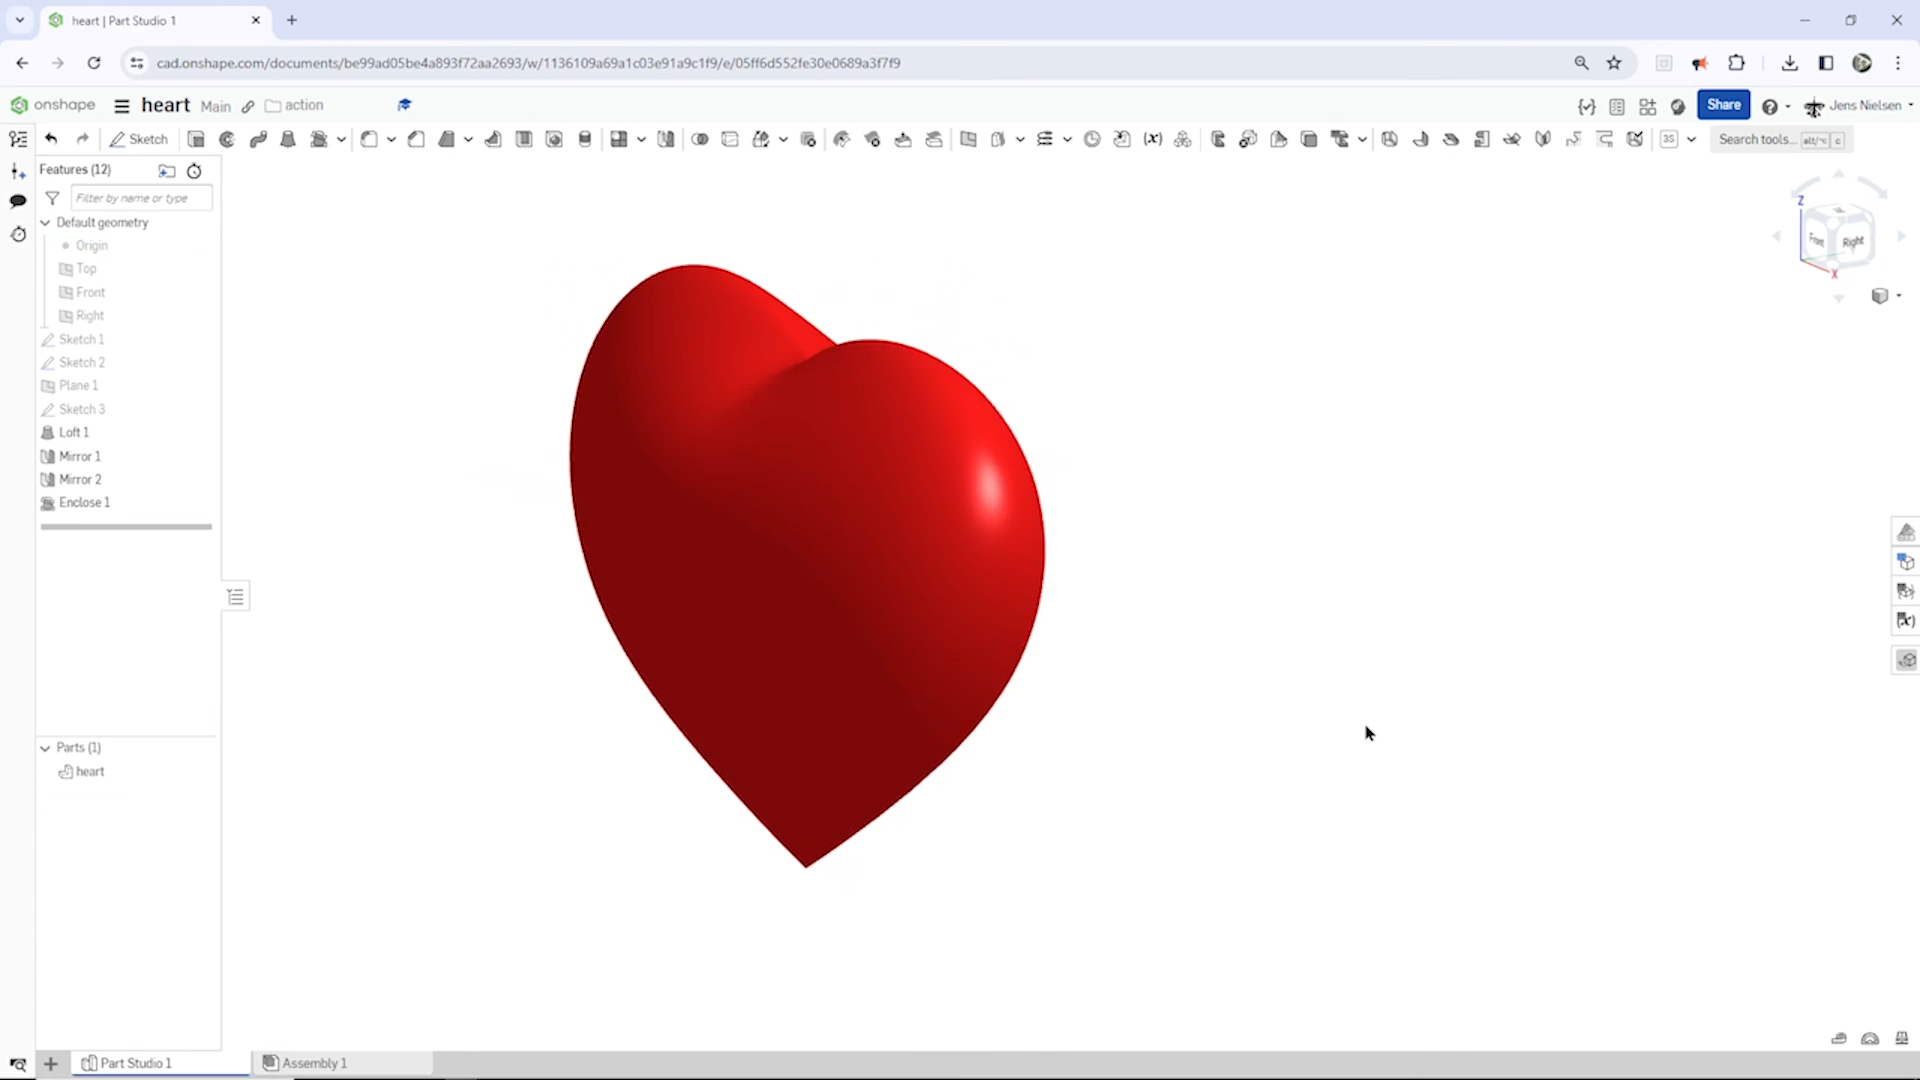 heart | Part Studio 1
cad.onshape.com/documents/be99ad05be4a893f72aa2693/w/1136109a69a1c03e91a9c1f9/e/05ff6d552fe30e0689a3f7f9
onshape heart Main action Share Jens Nielsen
Sketch (x) 3S Search tools... alt/⌥ c
Features (12)
Filter by name or type
Default geometry
Origin
Top
Front
Right
Sketch 1
Sketch 2
Plane 1
Sketch 3
Loft 1
Mirror 1
Mirror 2
Enclose 1
Parts (1)
heart
Z
Front Right
X
Part Studio 1 Assembly 1